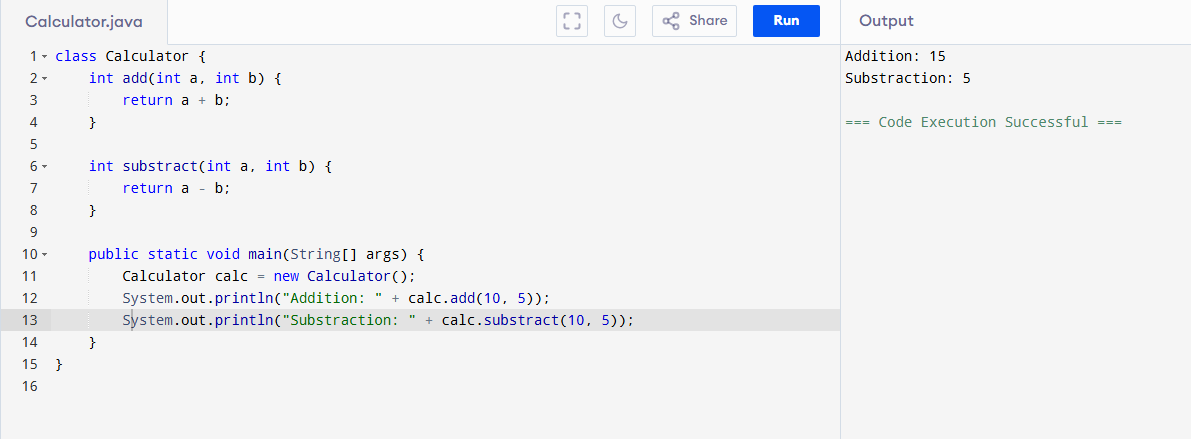 Calculator.java Share Run Output
1 class Calculator {
2     int add(int a, int b) {
3         return a + b;
4     }
5
6     int substract(int a, int b) {
7         return a - b;
8     }
9
10     public static void main(String[] args) {
11         Calculator calc = new Calculator();
12         System.out.println("Addition: " + calc.add(10, 5));
13         System.out.println("Substraction: " + calc.substract(10, 5));
14     }
15 }
16
Addition: 15
Substraction: 5
=== Code Execution Successful ===